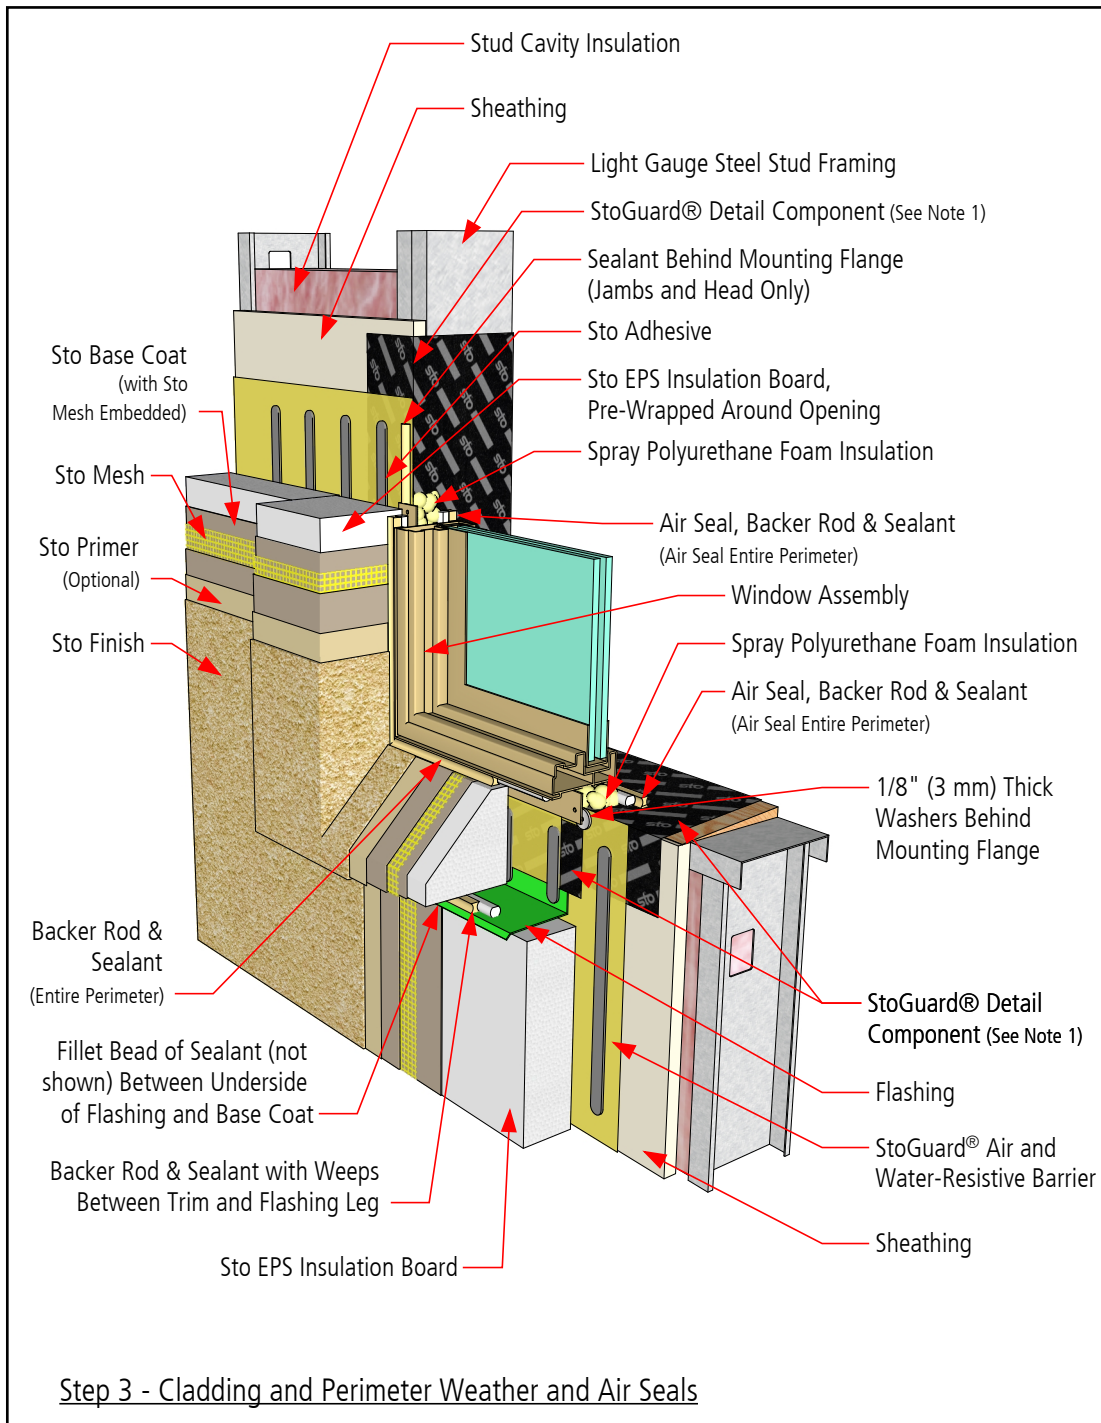 Stud Cavity Insulation
Sheathing
Light Gauge Steel Stud Framing
StoGuard® Detail Component (See Note 1)
Sealant Behind Mounting Flange
(Jambs and Head Only)
Sto Adhesive
Sto EPS Insulation Board,
Pre-Wrapped Around Opening
Spray Polyurethane Foam Insulation
Air Seal, Backer Rod & Sealant
(Air Seal Entire Perimeter)
Window Assembly
Spray Polyurethane Foam Insulation
Air Seal, Backer Rod & Sealant
(Air Seal Entire Perimeter)
1/8" (3 mm) Thick
Washers Behind
Mounting Flange
StoGuard® Detail
Component (See Note 1)
Flashing
StoGuard® Air and
Water-Resistive Barrier
Sheathing
Sto Base Coat
(with Sto
Mesh Embedded)
Sto Mesh
Sto Primer
(Optional)
Sto Finish
Backer Rod &
Sealant
(Entire Perimeter)
Fillet Bead of Sealant (not
shown) Between Underside
of Flashing and Base Coat
Backer Rod & Sealant with Weeps
Between Trim and Flashing Leg
Sto EPS Insulation Board
Step 3 - Cladding and Perimeter Weather and Air Seals